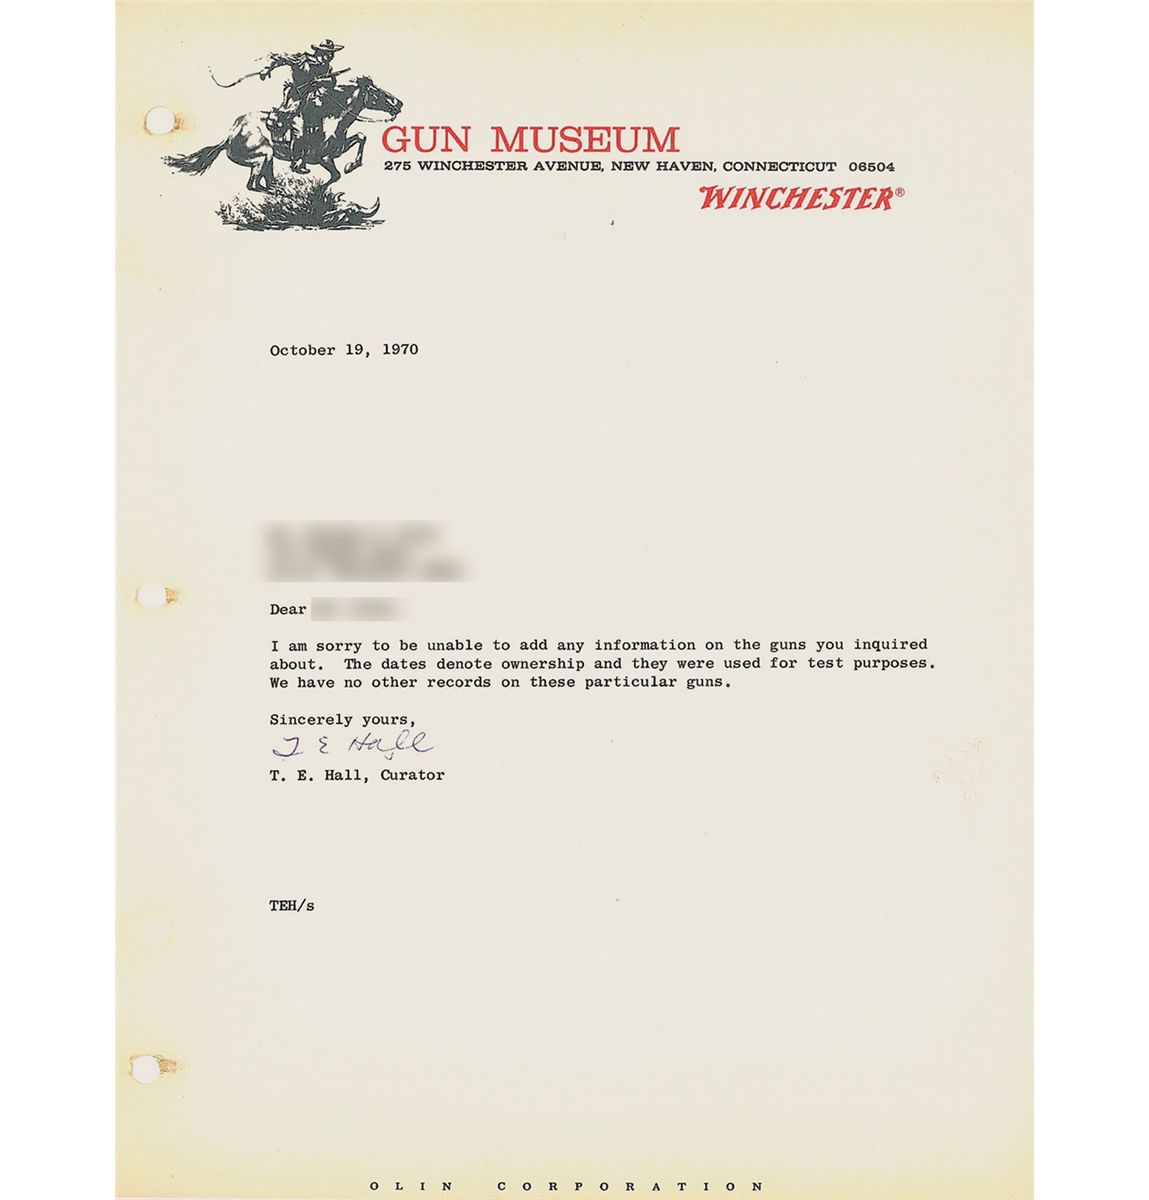 GUN MUSEUM
275 WINCHESTER AVENUE, NEW HAVEN, CONNECTICUT 06504
WINCHESTER®
October 19, 1970
Dear
I am sorry to be unable to add any information on the guns you inquired
about. The dates denote ownership and they were used for test purposes.
We have no other records on these particular guns.
Sincerely yours,
T E Hall
T. E. Hall, Curator
TEH/s
OLIN CORPORATION